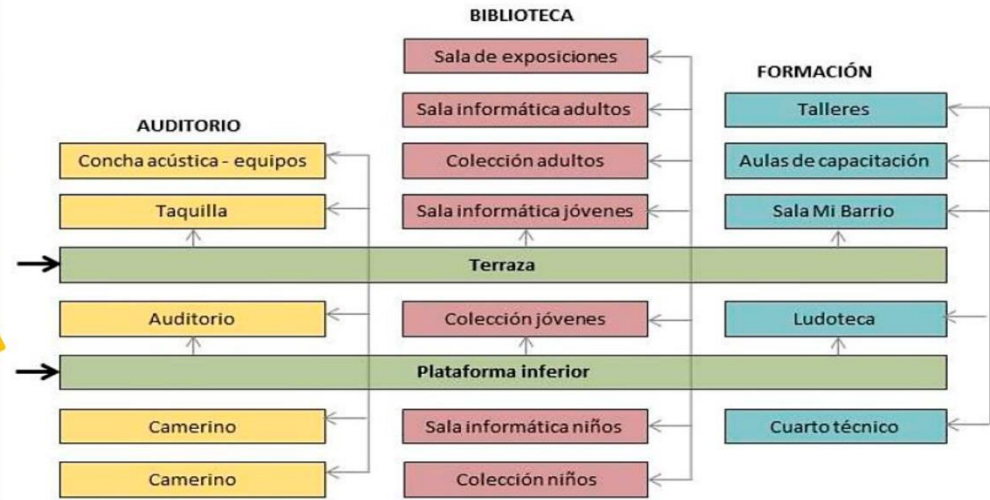 BIBLIOTECA
Sala de exposiciones
Sala informática adultos
Colección adultos
Sala informática jóvenes
FORMACIÓN
Talleres
Aulas de capacitación
Sala Mi Barrio
AUDITORIO
Concha acústica - equipos
Taquilla
Terraza
Auditorio
Colección jóvenes
Ludoteca
Plataforma inferior
Camerino
Sala informática niños
Cuarto técnico
Camerino
Colección niños